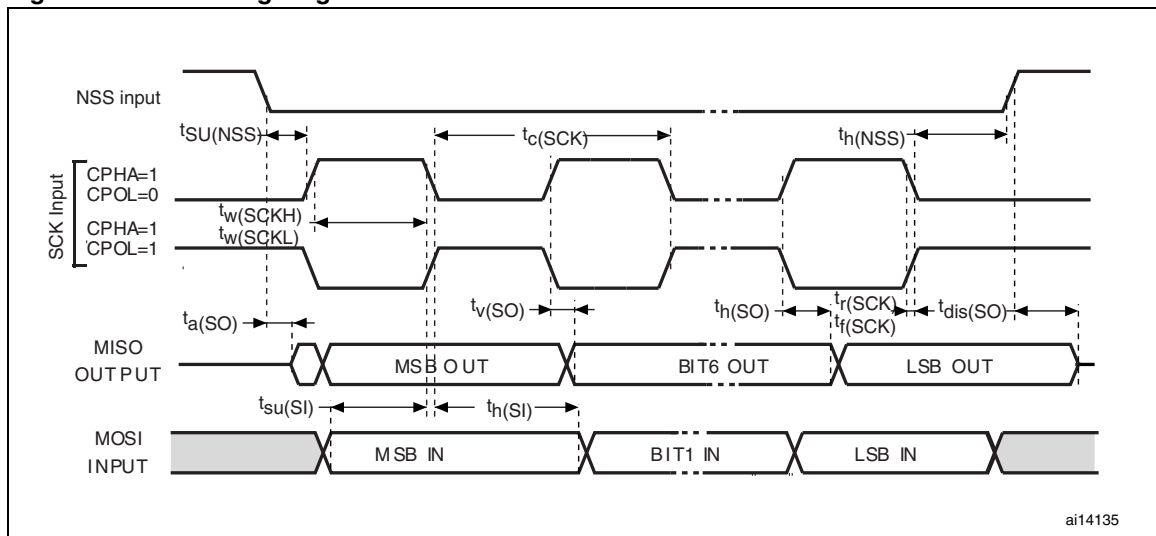 NSS input
tSU(NSS)
tc(SCK)
th(NSS)
SCK Input
CPHA=1
CPOL=0
tw(SCKH)
CPHA=1
tw(SCKL)
CPOL=1
ta(SO)
tv(SO)
th(SO)
tr(SCK)
tf(SCK)
tdis(SO)
MISO
OUTPUT
MSB OUT
BIT6 OUT
LSB OUT
tsu(SI)
th(SI)
MOSI
INPUT
MSB IN
BIT1 IN
LSB IN
ai14135